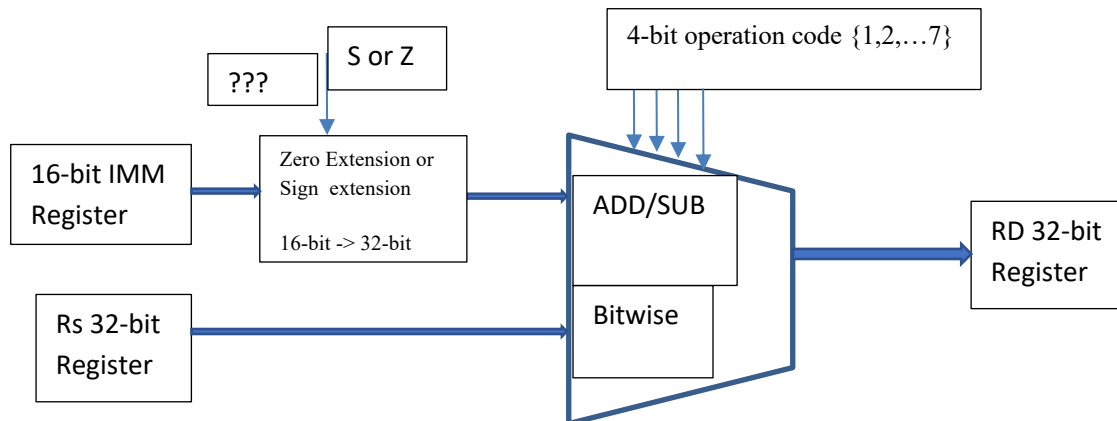 4-bit operation code {1,2,…7}
S or Z
???
16-bit IMM
Register
Zero Extension or
Sign extension
16-bit -> 32-bit
ADD/SUB
RD 32-bit
Register
Rs 32-bit
Register
Bitwise